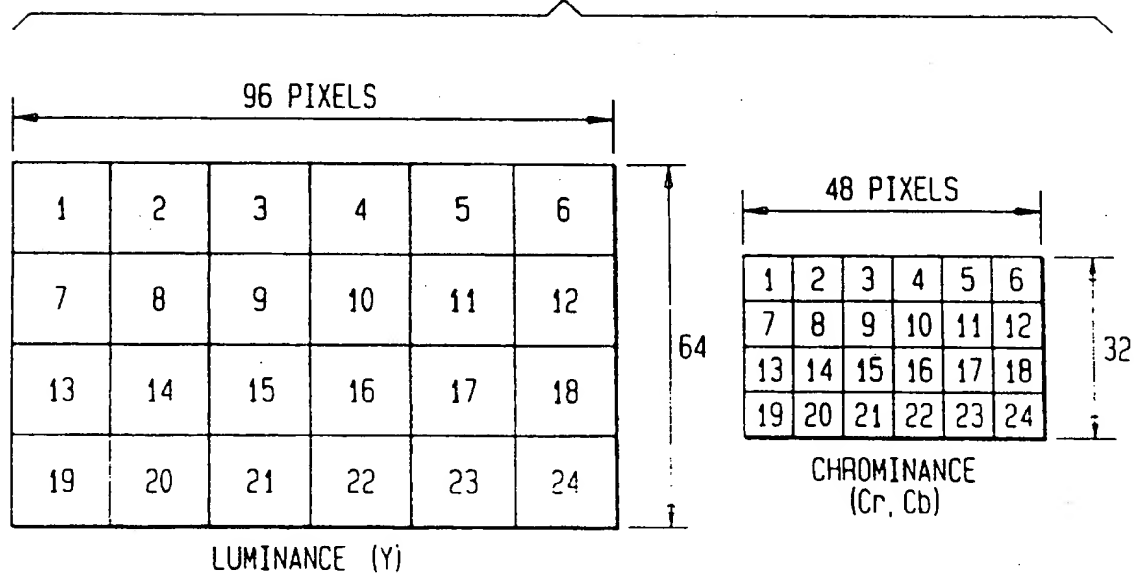 96 PIXELS
1 2 3 4 5 6
7 8 9 10 11 12
13 14 15 16 17 18
19 20 21 22 23 24
64
LUMINANCE (Y)
48 PIXELS
1 2 3 4 5 6
7 8 9 10 11 12
13 14 15 16 17 18
19 20 21 22 23 24
32
CHROMINANCE
(Cr, Cb)